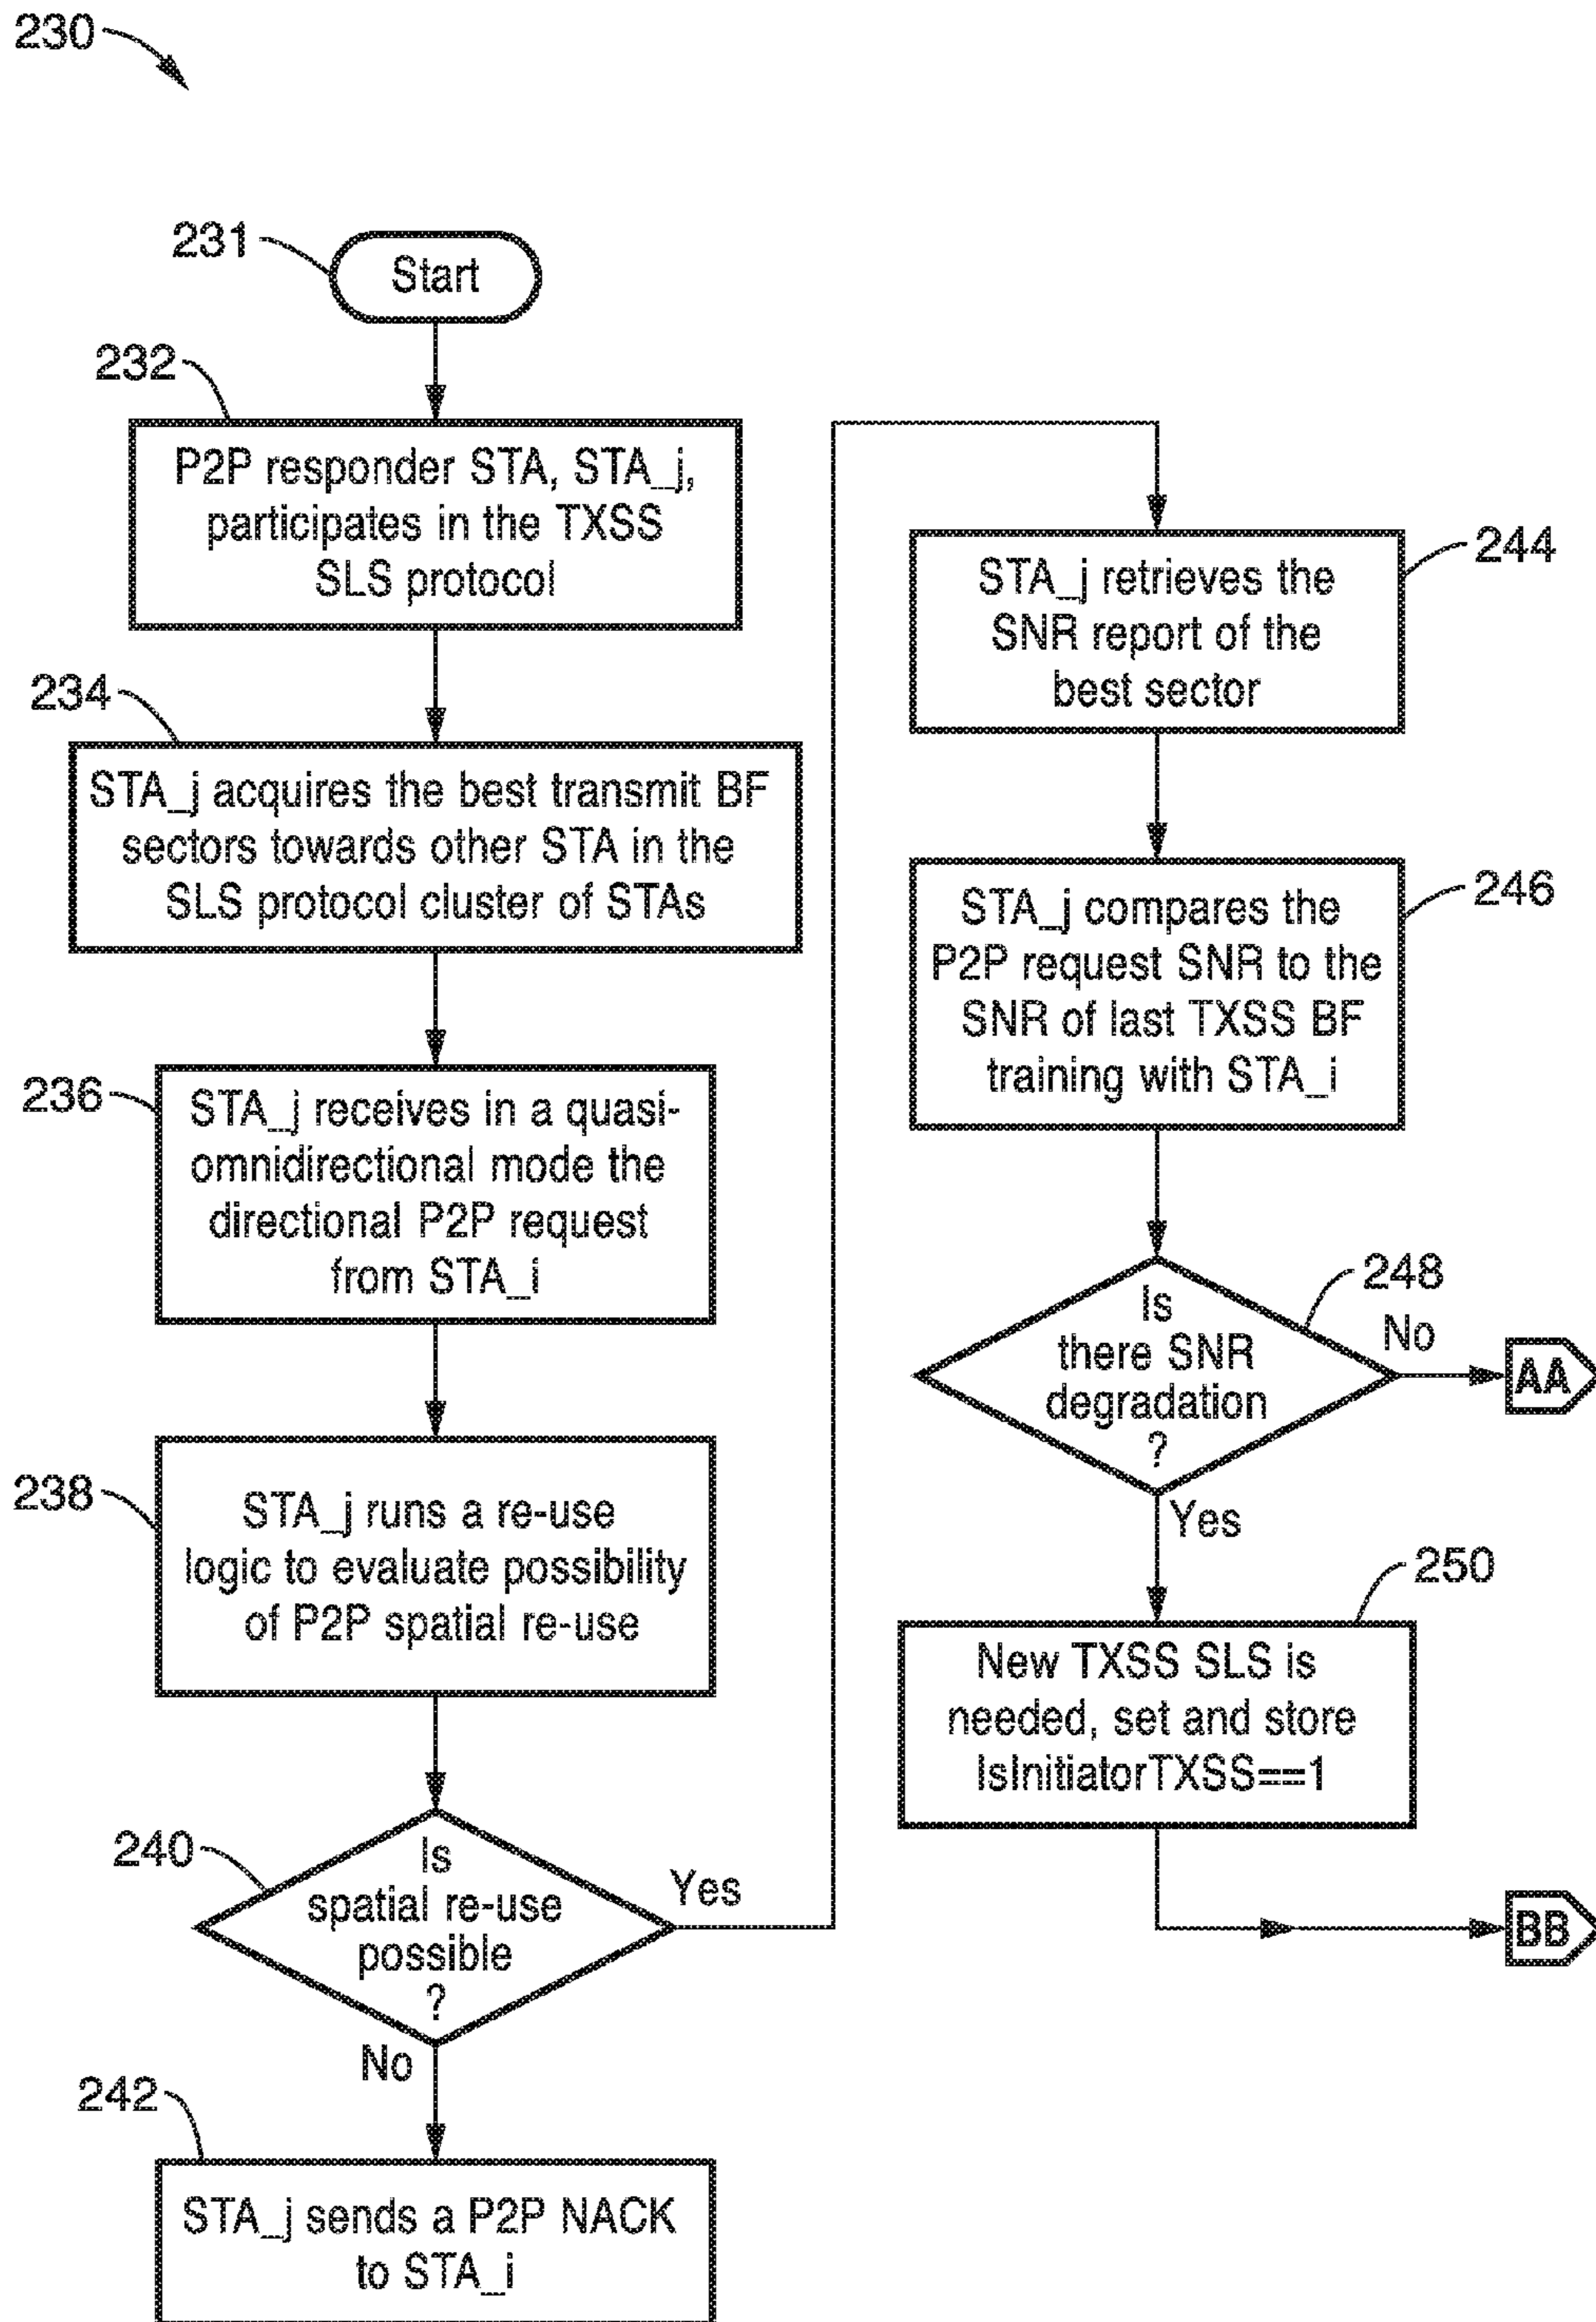 230
231
Start
232
P2P responder STA, STA_j,
participates in the TXSS
SLS protocol
234
STA_j acquires the best transmit BF
sectors towards other STA in the
SLS protocol cluster of STAs
236
STA_j receives in a quasi-
omnidirectional mode the
directional P2P request
from STA_i
238
STA_j runs a re-use
logic to evaluate possibility
of P2P spatial re-use
240
Is
spatial re-use
possible
?
Yes
No
242
STA_j sends a P2P NACK
to STA_i
244
STA_j retrieves the
SNR report of the
best sector
246
STA_j compares the
P2P request SNR to the
SNR of last TXSS BF
training with STA_i
248
Is
there SNR
degradation
?
No
AA
Yes
250
New TXSS SLS is
needed, set and store
IsInitiatorTXSS==1
BB